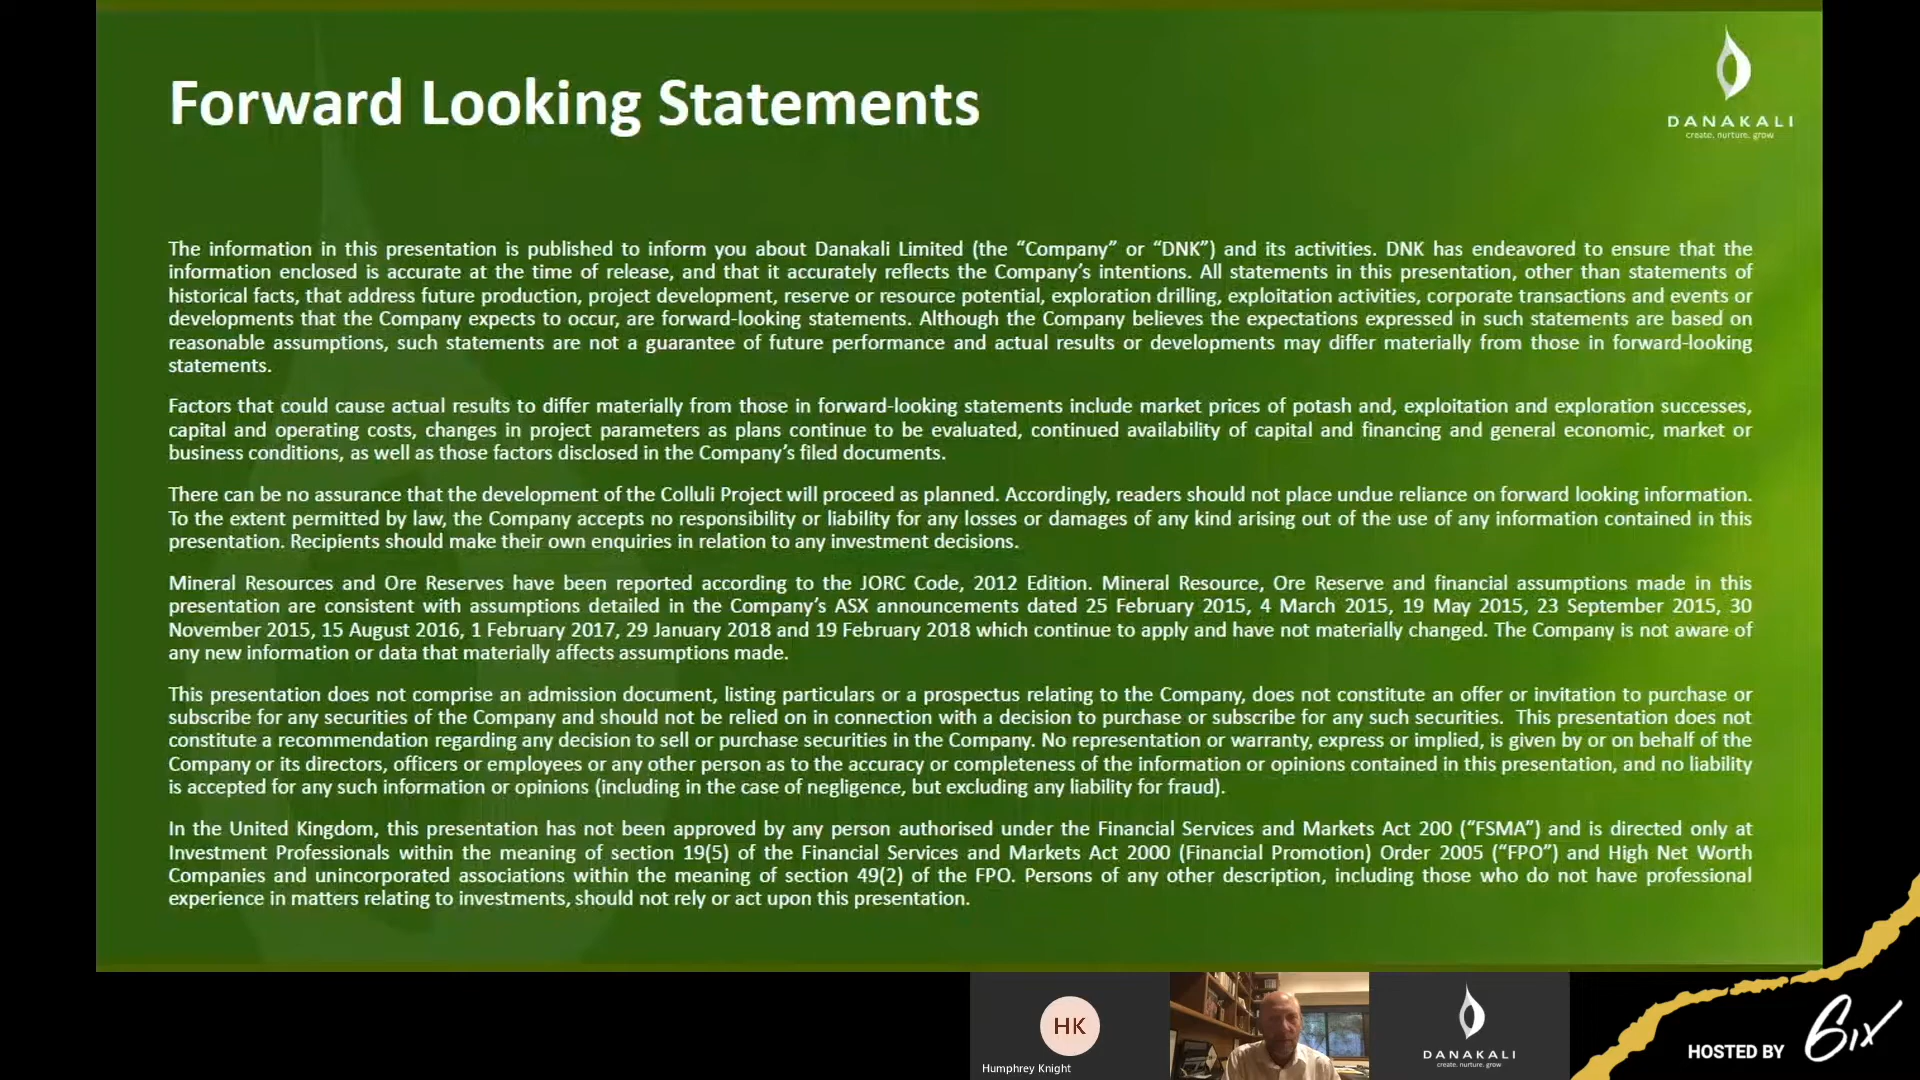 Forward Looking Statements
DANAKALI
create. nurture. grow
The information in this presentation is published to inform you about Danakali Limited (the “Company” or “DNK”) and its activities. DNK has endeavored to ensure that the
information enclosed is accurate at the time of release, and that it accurately reflects the Company’s intentions. All statements in this presentation, other than statements of
historical facts, that address future production, project development, reserve or resource potential, exploration drilling, exploitation activities, corporate transactions and events or
developments that the Company expects to occur, are forward-looking statements. Although the Company believes the expectations expressed in such statements are based on
reasonable assumptions, such statements are not a guarantee of future performance and actual results or developments may differ materially from those in forward-looking
statements.
Factors that could cause actual results to differ materially from those in forward-looking statements include market prices of potash and, exploitation and exploration successes,
capital and operating costs, changes in project parameters as plans continue to be evaluated, continued availability of capital and financing and general economic, market or
business conditions, as well as those factors disclosed in the Company’s filed documents.
There can be no assurance that the development of the Colluli Project will proceed as planned. Accordingly, readers should not place undue reliance on forward looking information.
To the extent permitted by law, the Company accepts no responsibility or liability for any losses or damages of any kind arising out of the use of any information contained in this
presentation. Recipients should make their own enquiries in relation to any investment decisions.
Mineral Resources and Ore Reserves have been reported according to the JORC Code, 2012 Edition. Mineral Resource, Ore Reserve and financial assumptions made in this
presentation are consistent with assumptions detailed in the Company’s ASX announcements dated 25 February 2015, 4 March 2015, 19 May 2015, 23 September 2015, 30
November 2015, 15 August 2016, 1 February 2017, 29 January 2018 and 19 February 2018 which continue to apply and have not materially changed. The Company is not aware of
any new information or data that materially affects assumptions made.
This presentation does not comprise an admission document, listing particulars or a prospectus relating to the Company, does not constitute an offer or invitation to purchase or
subscribe for any securities of the Company and should not be relied on in connection with a decision to purchase or subscribe for any such securities. This presentation does not
constitute a recommendation regarding any decision to sell or purchase securities in the Company. No representation or warranty, express or implied, is given by or on behalf of the
Company or its directors, officers or employees or any other person as to the accuracy or completeness of the information or opinions contained in this presentation, and no liability
is accepted for any such information or opinions (including in the case of negligence, but excluding any liability for fraud).
In the United Kingdom, this presentation has not been approved by any person authorised under the Financial Services and Markets Act 200 (“FSMA”) and is directed only at
Investment Professionals within the meaning of section 19(5) of the Financial Services and Markets Act 2000 (Financial Promotion) Order 2005 (“FPO”) and High Net Worth
Companies and unincorporated associations within the meaning of section 49(2) of the FPO. Persons of any other description, including those who do not have professional
experience in matters relating to investments, should not rely or act upon this presentation.
HK
Humphrey Knight
DANAKALI
create. nurture. grow
HOSTED BY 6ix